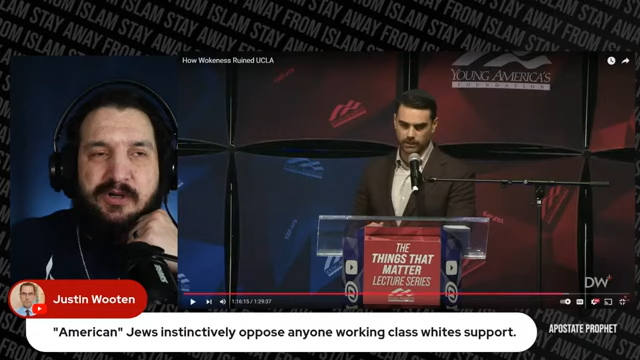 STAY AWAY FROM ISLAM STAY AWAY FROM ISLAM
How Wokeness Ruined UCLA
YOUNG AMERICA'S
FOUNDATION
THE
THINGS THAT
MATTER
LECTURE SERIES
DW+
1:16:15 / 1:29:37
APOSTATE PROPHET
Justin Wooten
"American" Jews instinctively oppose anyone working class whites support.